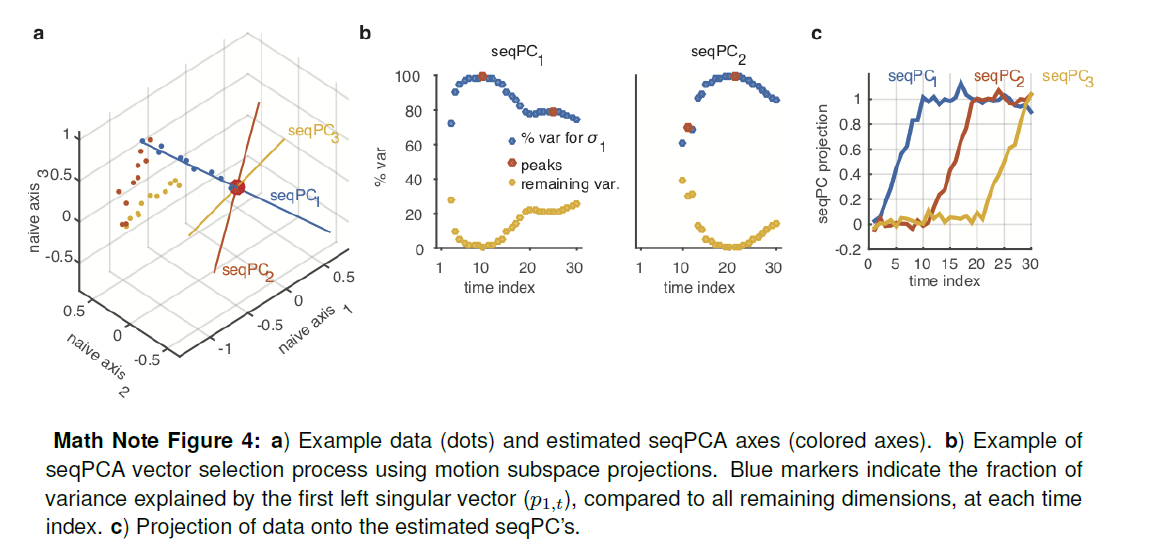 a
1
0.5
0
-0.5
naive axis 3
0.5
0
-0.5
naive axis 2
-1
-0.5
0
0.5
naive axis 1
seqPC3
seqPC1
seqPC2
b
seqPC1
100
80
60
40
20
0
% var
1 10 20 30
time index
% var for σ1
peaks
remaining var.
seqPC2
1 10 20 30
time index
c
seqPC1 seqPC2 seqPC3
1
0.8
0.6
0.4
0.2
0
-0.2
seqPC projection
0 5 10 15 20 25 30
time index
Math Note Figure 4: a) Example data (dots) and estimated seqPCA axes (colored axes). b) Example of
seqPCA vector selection process using motion subspace projections. Blue markers indicate the fraction of
variance explained by the first left singular vector (p1,t), compared to all remaining dimensions, at each time
index. c) Projection of data onto the estimated seqPC's.